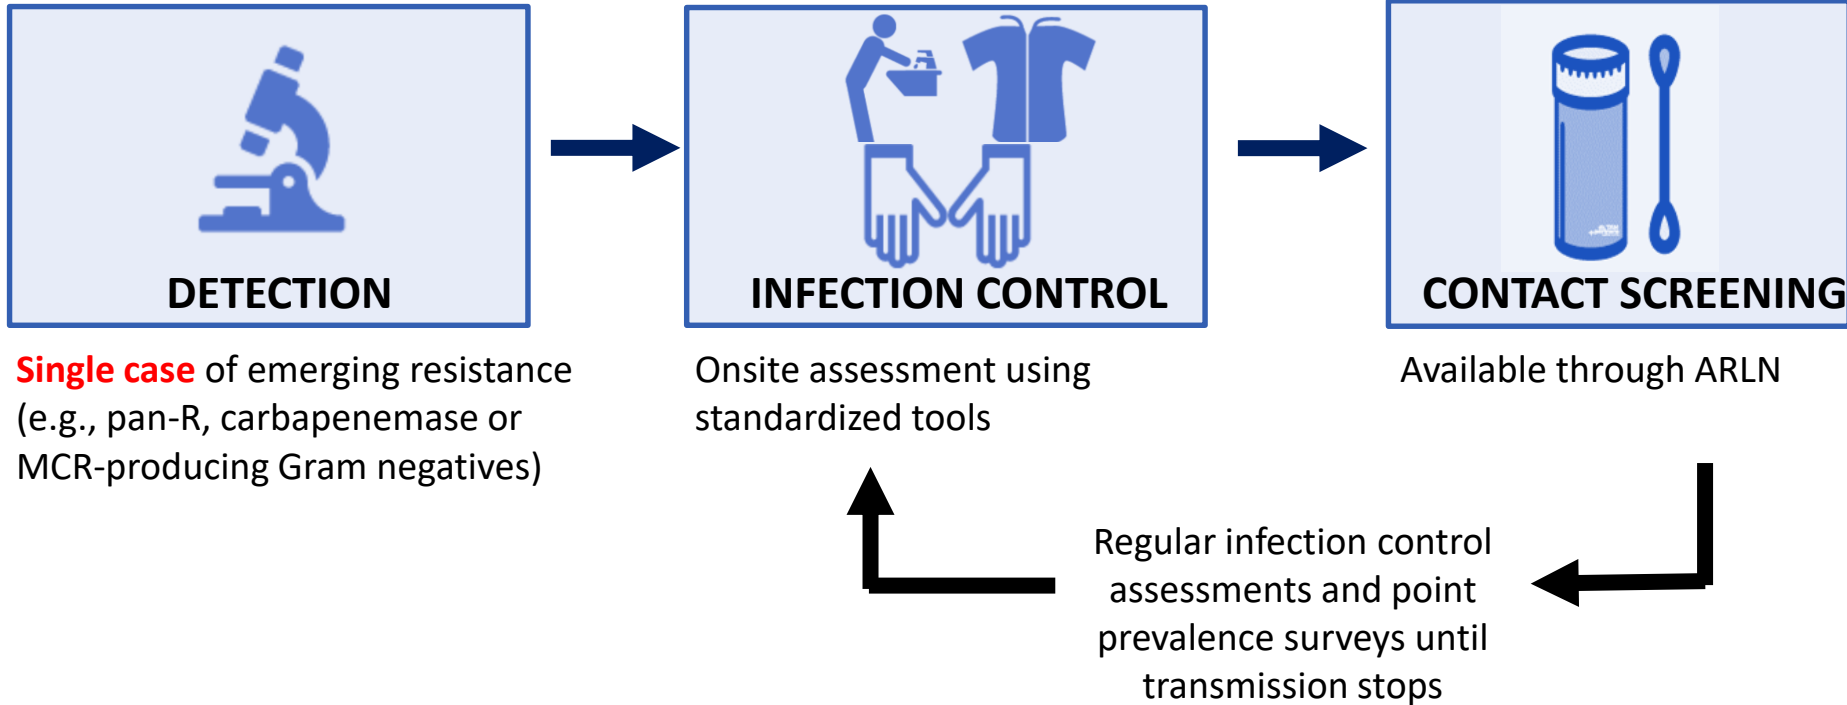 DETECTION
Single case of emerging resistance
(e.g., pan-R, carbapenemase or
MCR-producing Gram negatives)
INFECTION CONTROL
Onsite assessment using
standardized tools
CONTACT SCREENING
Available through ARLN
Regular infection control
assessments and point
prevalence surveys until
transmission stops